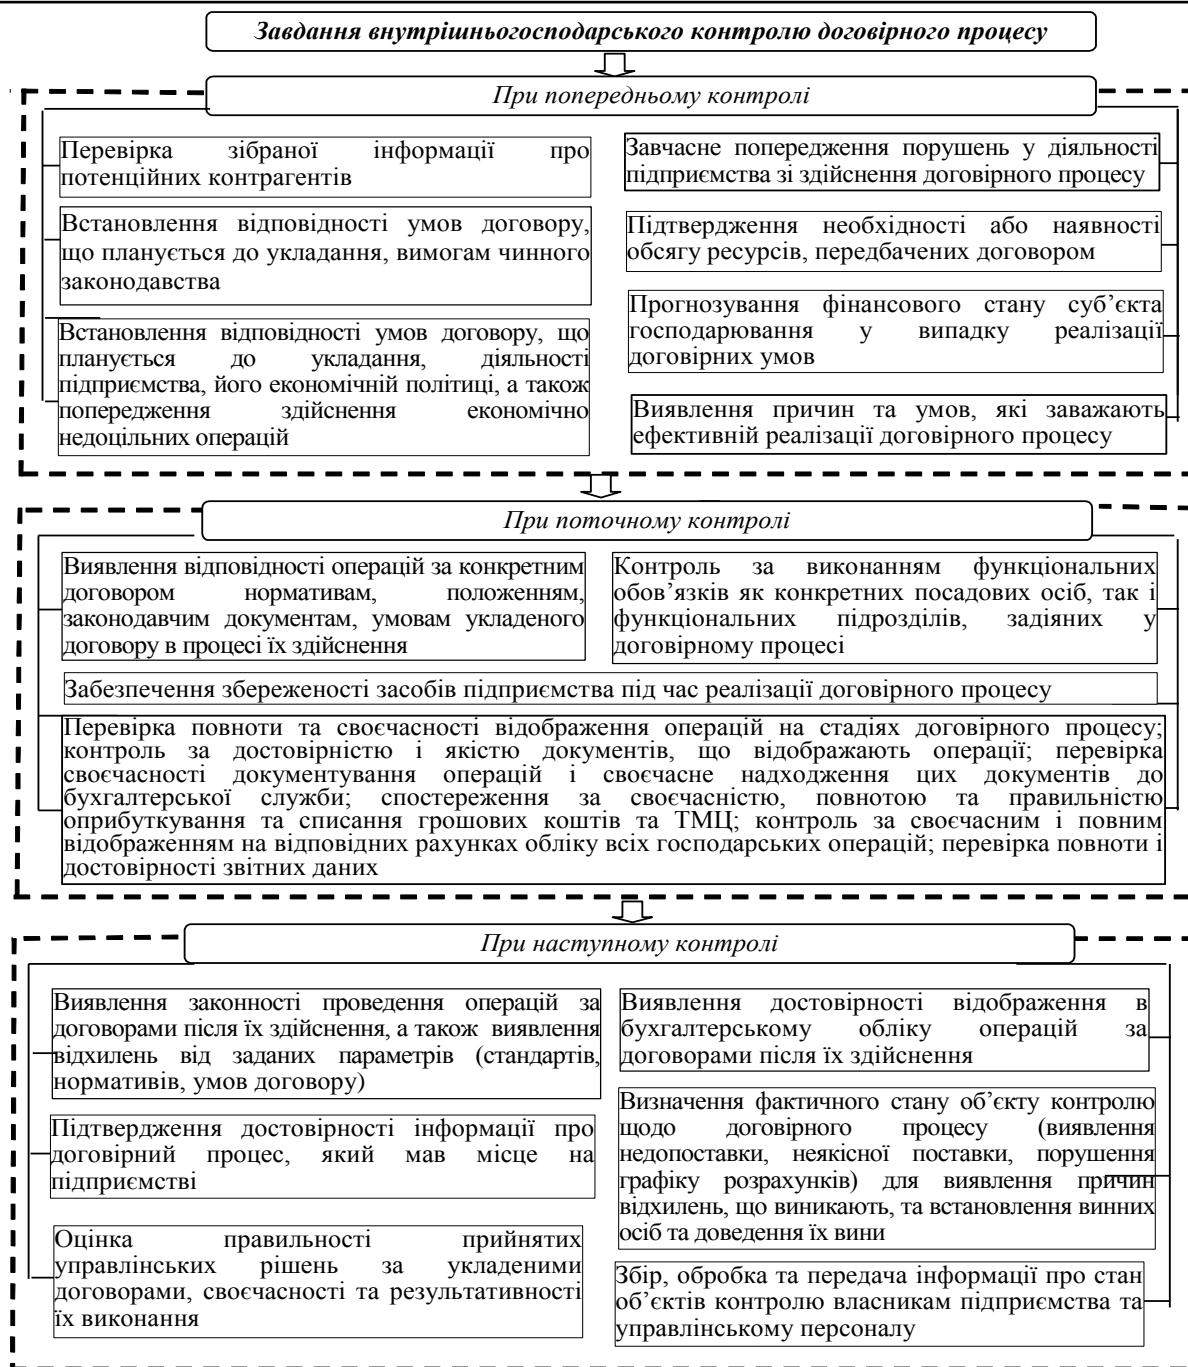 Завдання внутрішньогосподарського контролю договірного процесу
При попередньому контролі
Перевірка зібраної інформації про
потенційних контрагентів
Встановлення відповідності умов договору,
що планується до укладання, вимогам чинного
законодавства
Встановлення відповідності умов договору, що
планується до укладання, діяльності
підприємства, його економічній політиці, а також
попередження здійснення економічно
недоцільних операцій
Завчасне попередження порушень у діяльності
підприємства зі здійснення договірного процесу
Підтвердження необхідності або наявності
обсягу ресурсів, передбачених договором
Прогнозування фінансового стану суб’єкта
господарювання у випадку реалізації
договірних умов
Виявлення причин та умов, які заважають
ефективній реалізації договірного процесу
При поточному контролі
Виявлення відповідності операцій за конкретним
договором нормативам, положенням,
законодавчим документам, умовам укладеного
договору в процесі їх здійснення
Контроль за виконанням функціональних
обов’язків як конкретних посадових осіб, так і
функціональних підрозділів, задіяних у
договірному процесі
Забезпечення збереженості засобів підприємства під час реалізації договірного процесу
Перевірка повноти та своєчасності відображення операцій на стадіях договірного процесу;
контроль за достовірністю і якістю документів, що відображають операції; перевірка
своєчасності документування операцій і своєчасне надходження цих документів до
бухгалтерської служби; спостереження за своєчасністю, повнотою та правильністю
оприбуткування та списання грошових коштів та ТМЦ; контроль за своєчасним і повним
відображенням на відповідних рахунках обліку всіх господарських операцій; перевірка повноти і
достовірності звітних даних
При наступному контролі
Виявлення законності проведення операцій за
договорами після їх здійснення, а також виявлення
відхилень від заданих параметрів (стандартів,
нормативів, умов договору)
Підтвердження достовірності інформації про
договірний процес, який мав місце на
підприємстві
Оцінка правильності прийнятих
управлінських рішень за укладеними
договорами, своєчасності та результативності
їх виконання
Виявлення достовірності відображення в
бухгалтерському обліку операцій за
договорами після їх здійснення
Визначення фактичного стану об’єкту контролю
щодо договірного процесу (виявлення
недопоставки, неякісної поставки, порушення
графіку розрахунків) для виявлення причин
відхилень, що виникають, та встановлення винних
осіб та доведення їх вини
Збір, обробка та передача інформації про стан
об’єктів контролю власникам підприємства та
управлінському персоналу